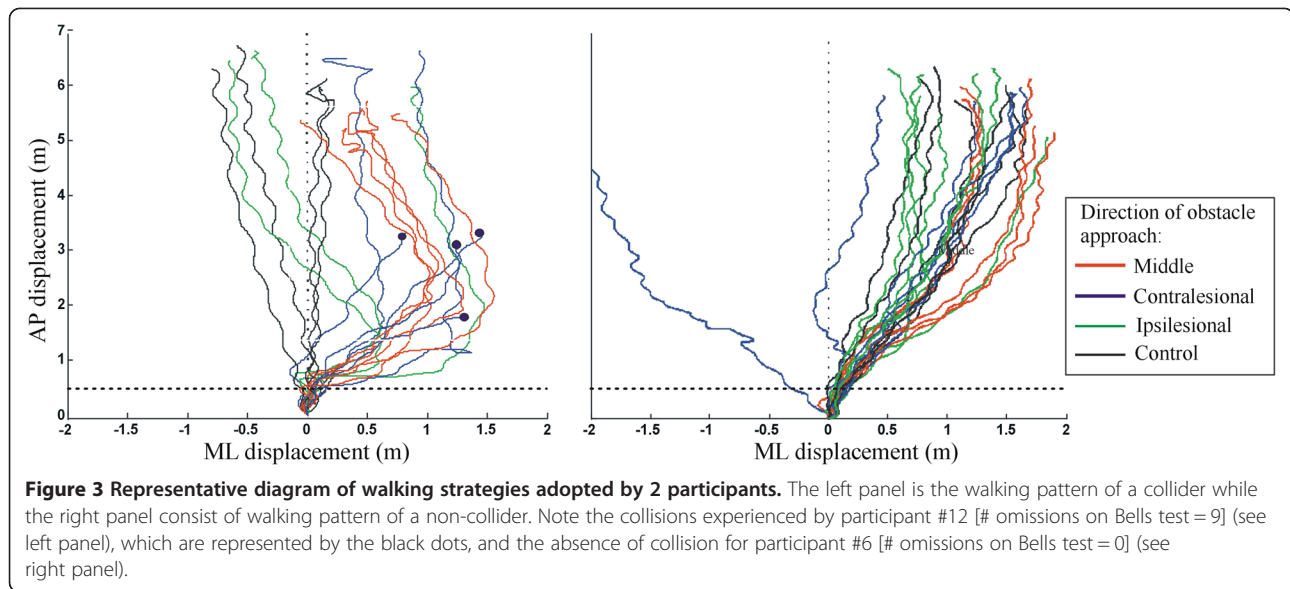 7
6
5
4
3
2
1
0
AP displacement (m)
-2 -1.5 -1 -0.5 0 0.5 1 1.5 2
ML displacement (m)
Middle
-2 -1.5 -1 -0.5 0 0.5 1 1.5 2
ML displacement (m)
Direction of obstacle
approach:
Middle
Contralesional
Ipsilesional
Control
Figure 3 Representative diagram of walking strategies adopted by 2 participants. The left panel is the walking pattern of a collider while
the right panel consist of walking pattern of a non-collider. Note the collisions experienced by participant #12 [# omissions on Bells test = 9] (see
left panel), which are represented by the black dots, and the absence of collision for participant #6 [# omissions on Bells test = 0] (see
right panel).